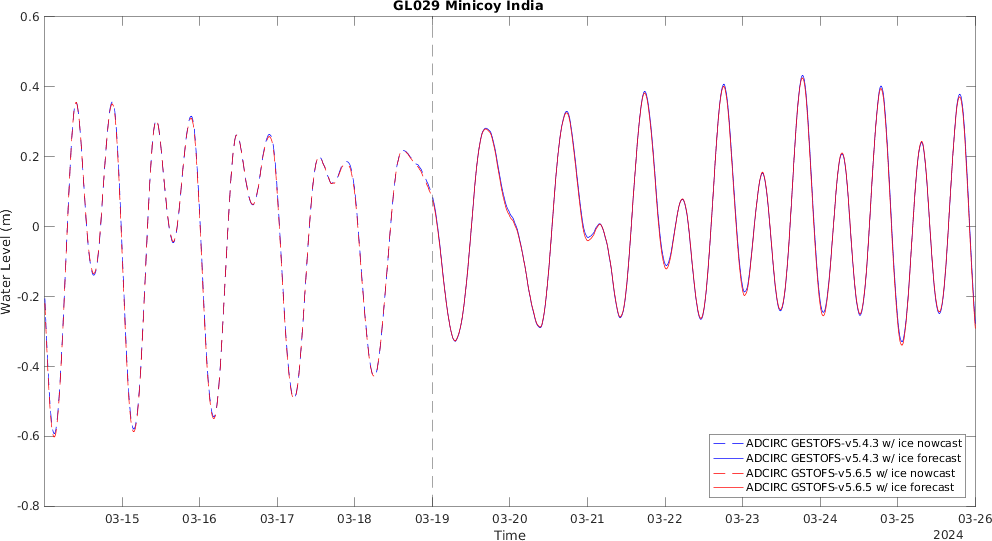 GL029 Minicoy India
0.6
0.4
0.2
0
-0.2
-0.4
-0.6
-0.8
Water Level (m)
03-15 03-16 03-17 03-18 03-19 03-20 03-21 03-22 03-23 03-24 03-25 03-26
Time
2024
ADCIRC GESTOFS-v5.4.3 w/ ice nowcast
ADCIRC GESTOFS-v5.4.3 w/ ice forecast
ADCIRC GSTOFS-v5.6.5 w/ ice nowcast
ADCIRC GSTOFS-v5.6.5 w/ ice forecast